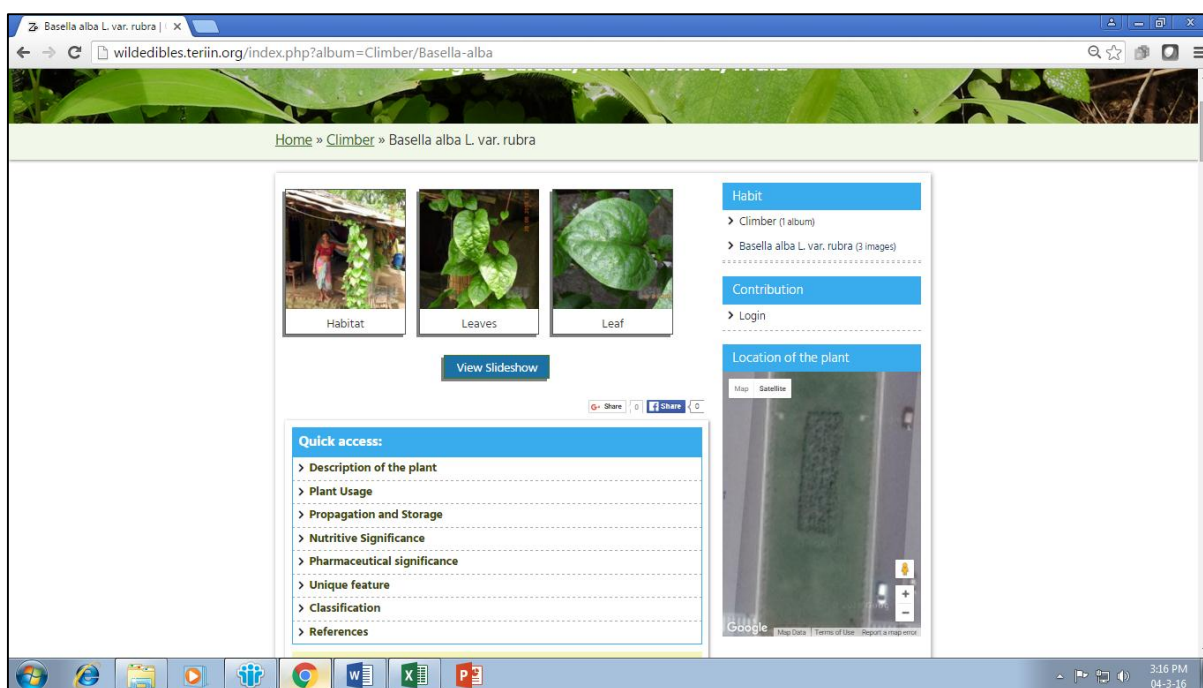 Basella alba L. var. rubra |
wildedibles.teriin.org/index.php?album=Climber/Basella-alba
Palghar taluka, Maharashtra, India
Home » Climber » Basella alba L. var. rubra
Habitat
Leaves
Leaf
View Slideshow
Share 0 Share 0
Quick access:
Description of the plant
Plant Usage
Propagation and Storage
Nutritive Significance
Pharmaceutical significance
Unique feature
Classification
References
Habit
Climber (1 album)
Basella alba L. var. rubra (3 images)
Contribution
Login
Location of the plant
Map Satellite
Google Map Data Terms of Use Report a map error
3:16 PM
04-3-16